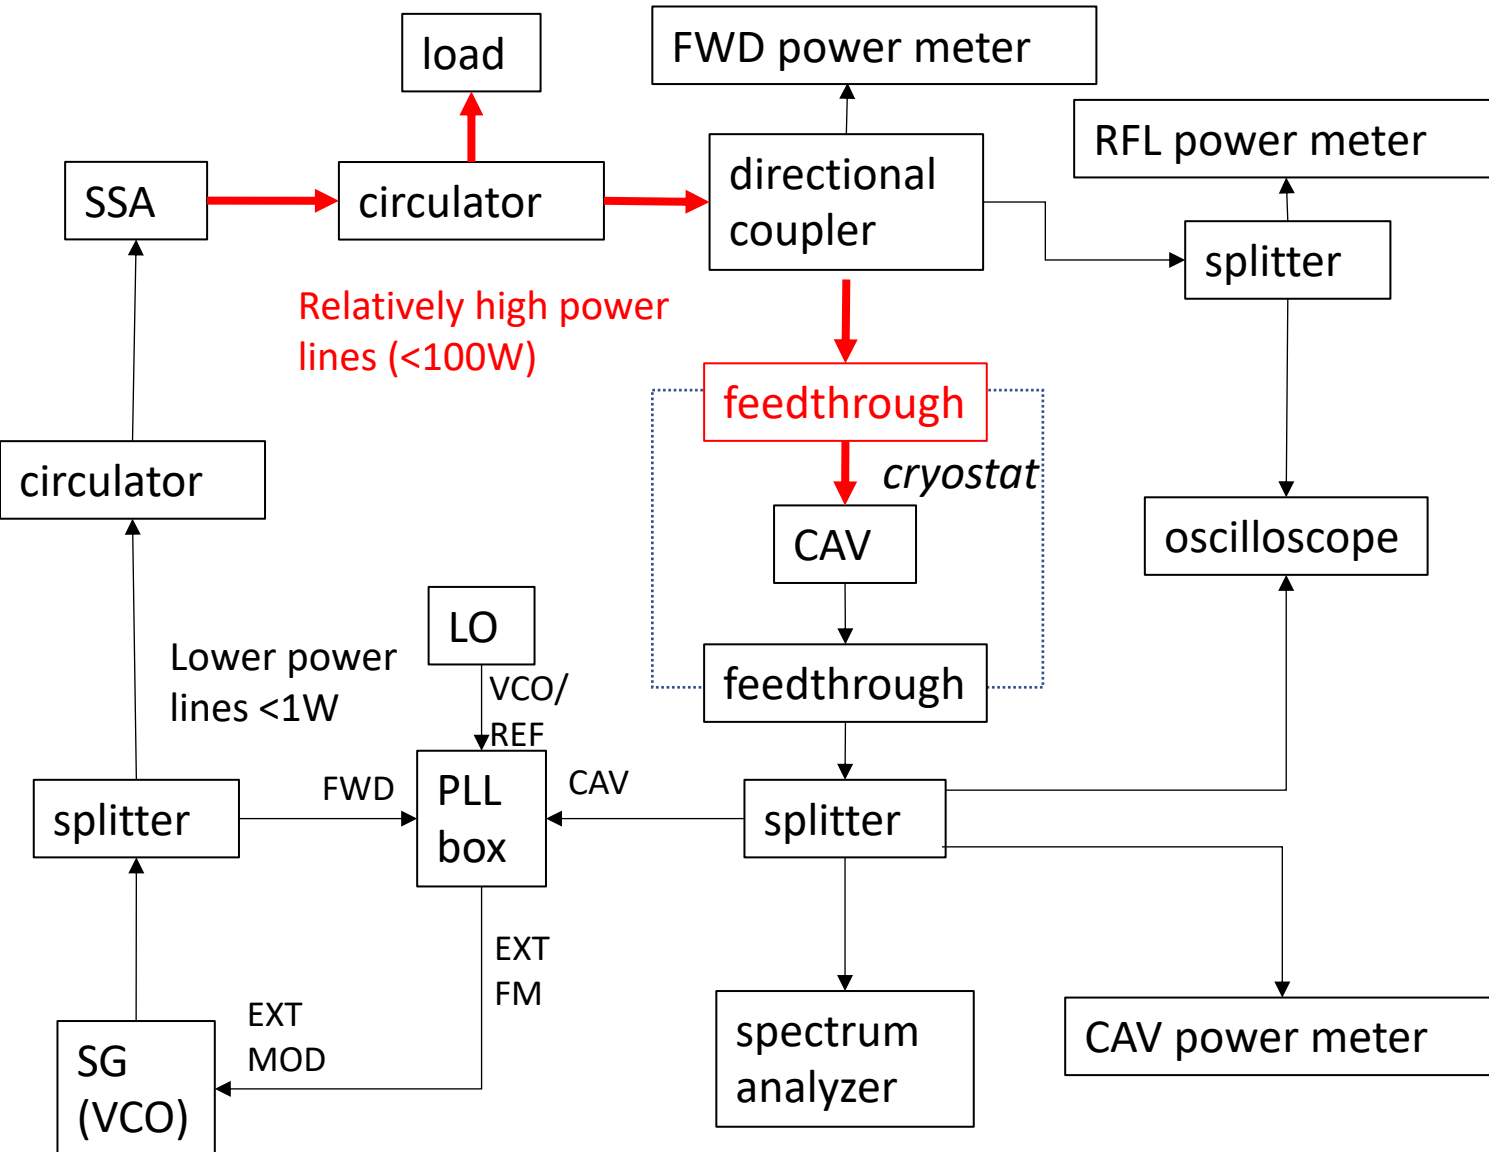 load
FWD power meter
RFL power meter
SSA
circulator
directional
coupler
splitter
Relatively high power
lines (<100W)
feedthrough
cryostat
circulator
CAV
oscilloscope
LO
Lower power
lines <1W
VCO/
REF
feedthrough
splitter
FWD
PLL
box
CAV
splitter
EXT
FM
EXT
MOD
SG
(VCO)
spectrum
analyzer
CAV power meter